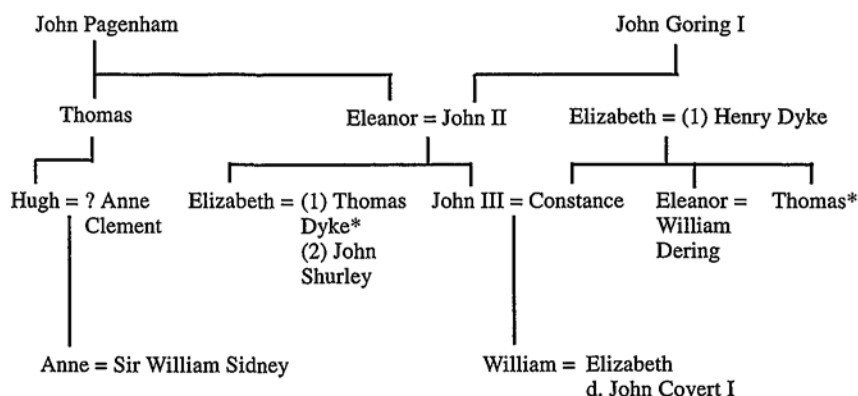 John Pagenham
John Goring I
Thomas
Eleanor = John II
Elizabeth = (1) Henry Dyke
Hugh = ? Anne
Clement
Elizabeth = (1) Thomas
Dyke*
(2) John
Shurley
John III = Constance
Eleanor =
William
Dering
Thomas*
Anne = Sir William Sidney
William = Elizabeth
d. John Covert I